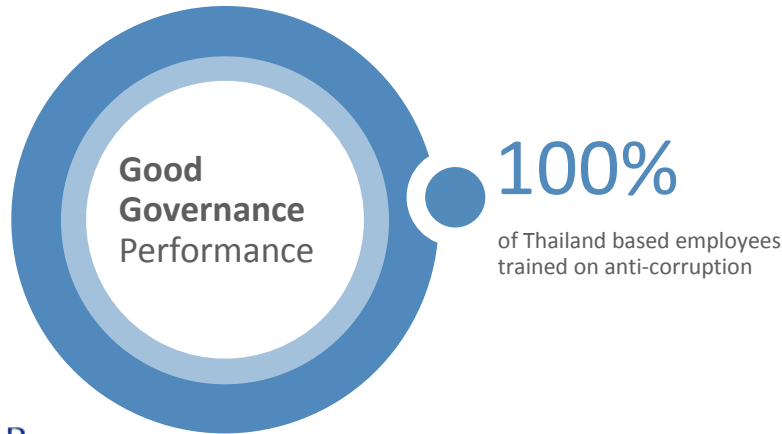 Good
Governance
Performance
100%
of Thailand based employees
trained on anti-corruption